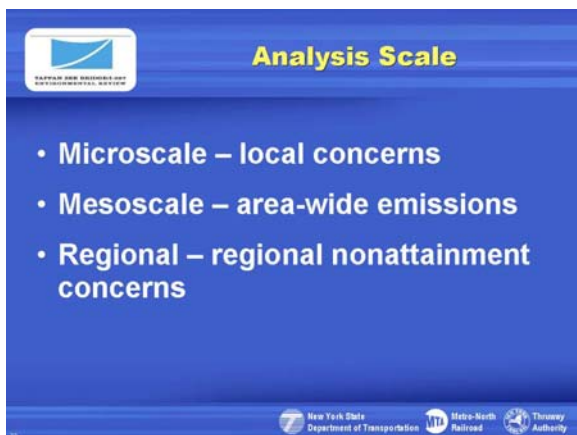 Analysis Scale
TAPPAN ZEE BRIDGE/I-287
ENVIRONMENTAL REVIEW
• Microscale – local concerns
• Mesoscale – area-wide emissions
• Regional – regional nonattainment
concerns
New York State
Department of Transportation
MTA
Metro-North
Railroad
Thruway
Authority